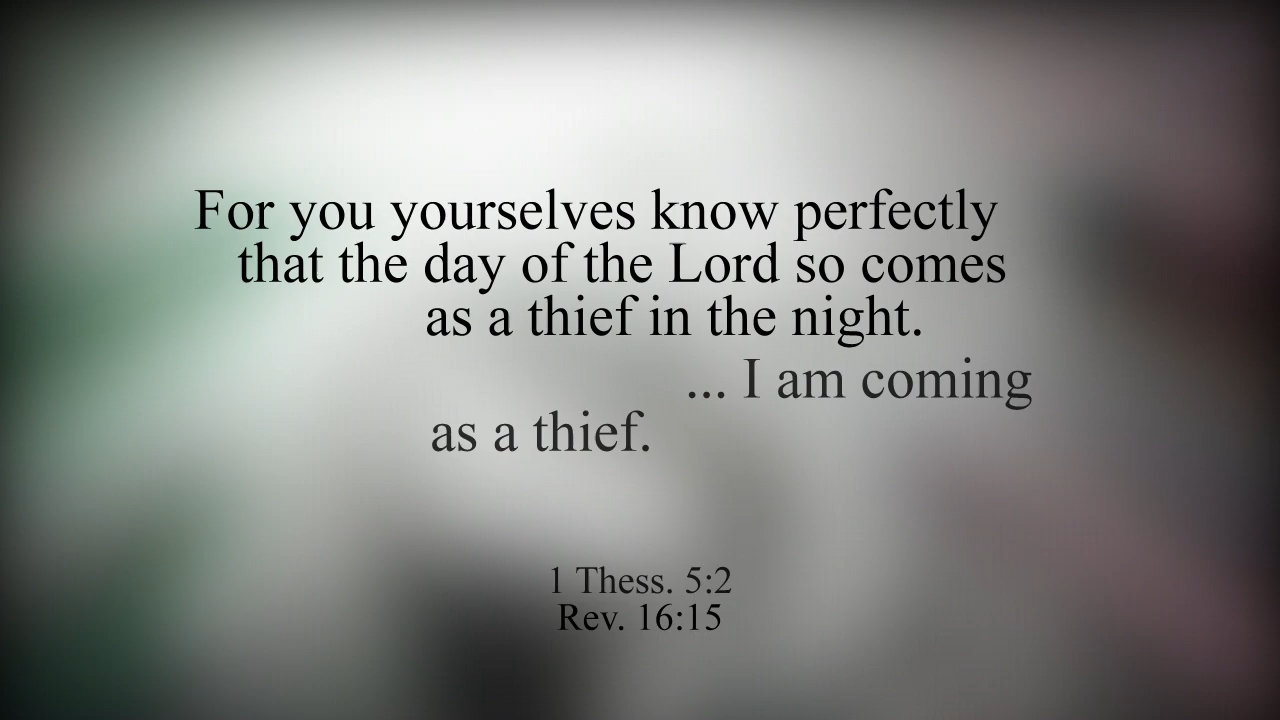 For you yourselves know perfectly
that the day of the Lord so comes
as a thief in the night.
... I am coming
as a thief.
1 Thess. 5:2
Rev. 16:15